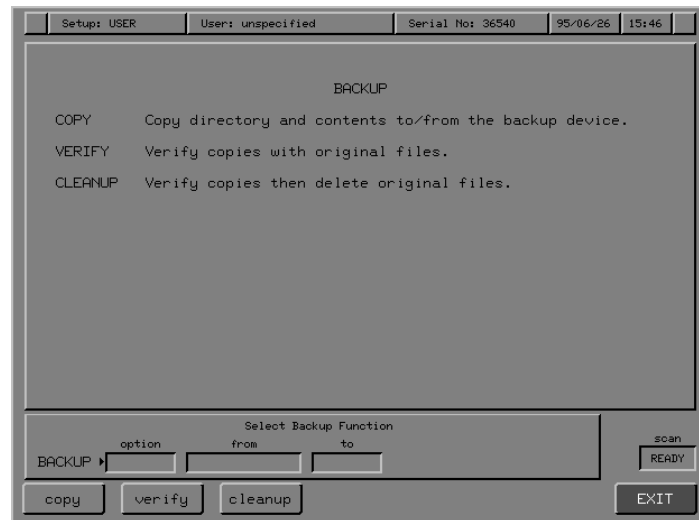 Setup: USER User: unspecified Serial No: 36540 95/06/26 15:46
BACKUP
COPY Copy directory and contents to/from the backup device.
VERIFY Verify copies with original files.
CLEANUP Verify copies then delete original files.
Select Backup Function
option from to
scan
BACKUP
READY
copy verify cleanup EXIT